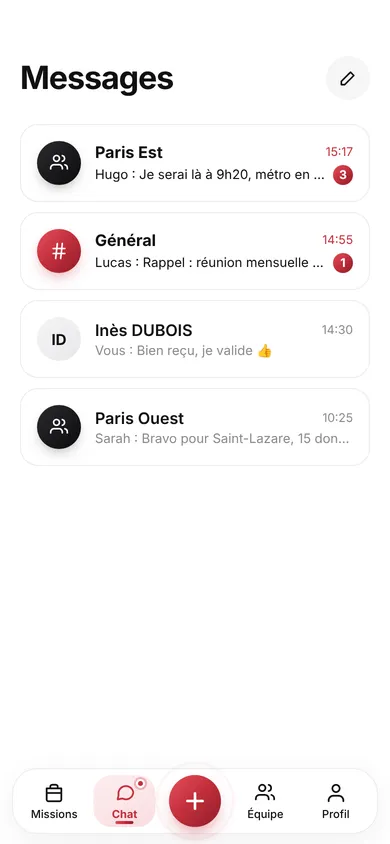 Messages
Paris Est 15:17
Hugo : Je serai là à 9h20, métro en ... 3
# Général 14:55
Lucas : Rappel : réunion mensuelle ... 1
ID Inès DUBOIS 14:30
Vous : Bien reçu, je valide 👍
Paris Ouest 10:25
Sarah : Bravo pour Saint-Lazare, 15 don...
Missions Chat + Équipe Profil